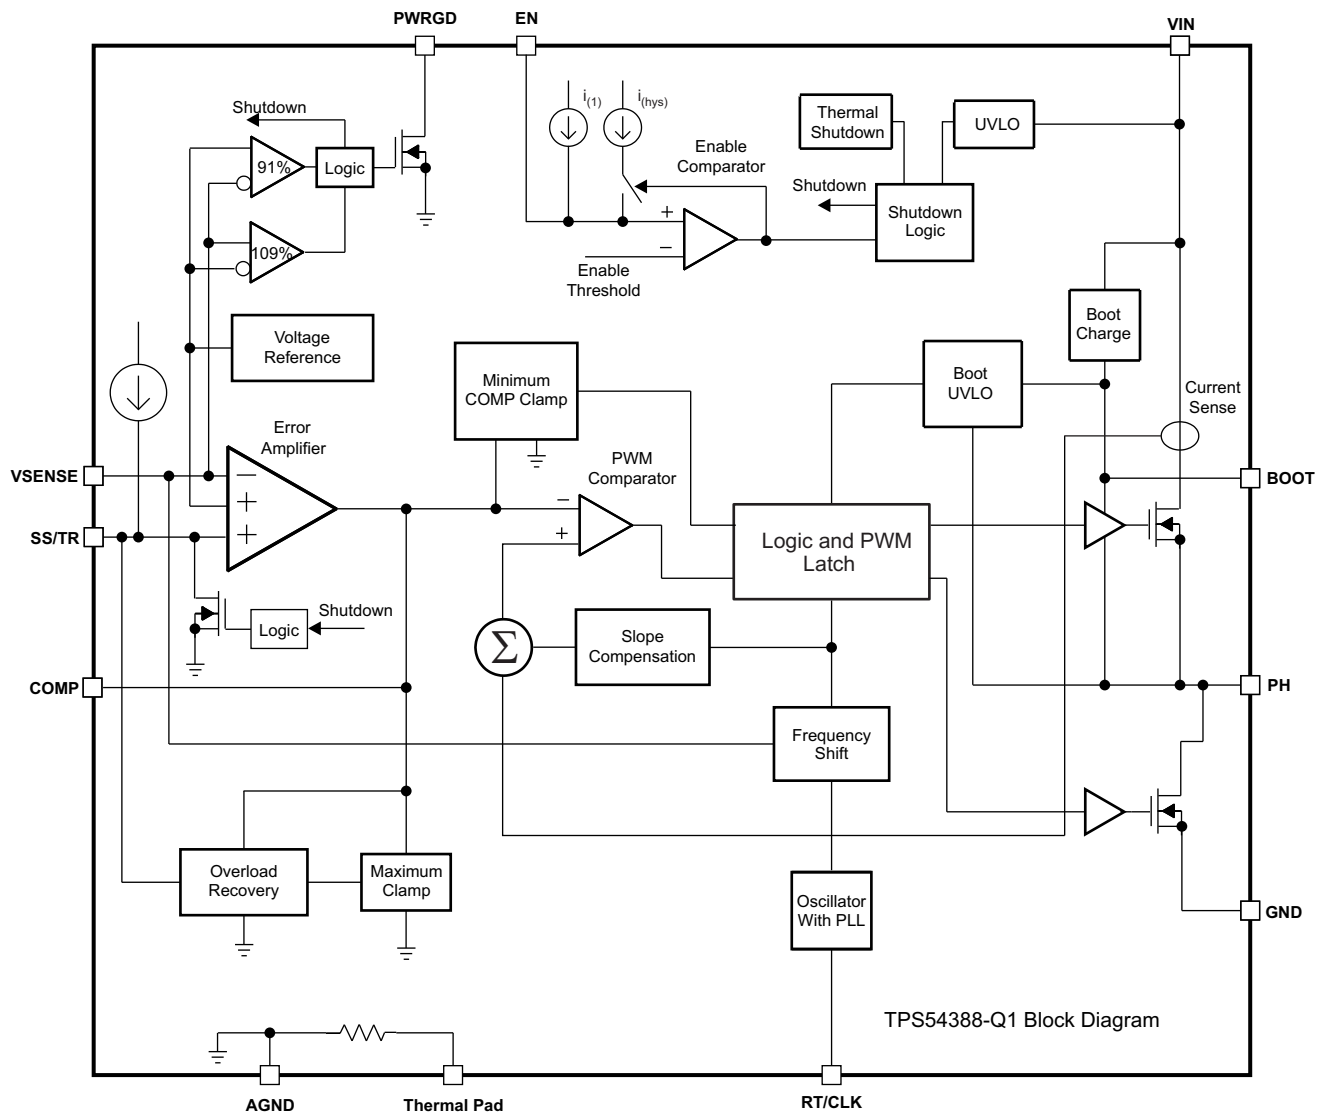 PWRGD
EN
VIN
i(1)
i(hys)
Shutdown
Thermal
Shutdown
UVLO
Enable
Comparator
91%
Logic
Shutdown
+
Shutdown
Logic
109%
−
Enable
Threshold
Boot
Charge
Voltage
Reference
Minimum
COMP Clamp
Boot
UVLO
Current
Sense
Error
Amplifier
PWM
Comparator
VSENSE
−
+
+
SS/TR
−
+
BOOT
Logic and PWM
Latch
Shutdown
Logic
Σ
Slope
Compensation
COMP
PH
Frequency
Shift
Overload
Recovery
Maximum
Clamp
Oscillator
With PLL
GND
TPS54388-Q1 Block Diagram
AGND
Thermal Pad
RT/CLK